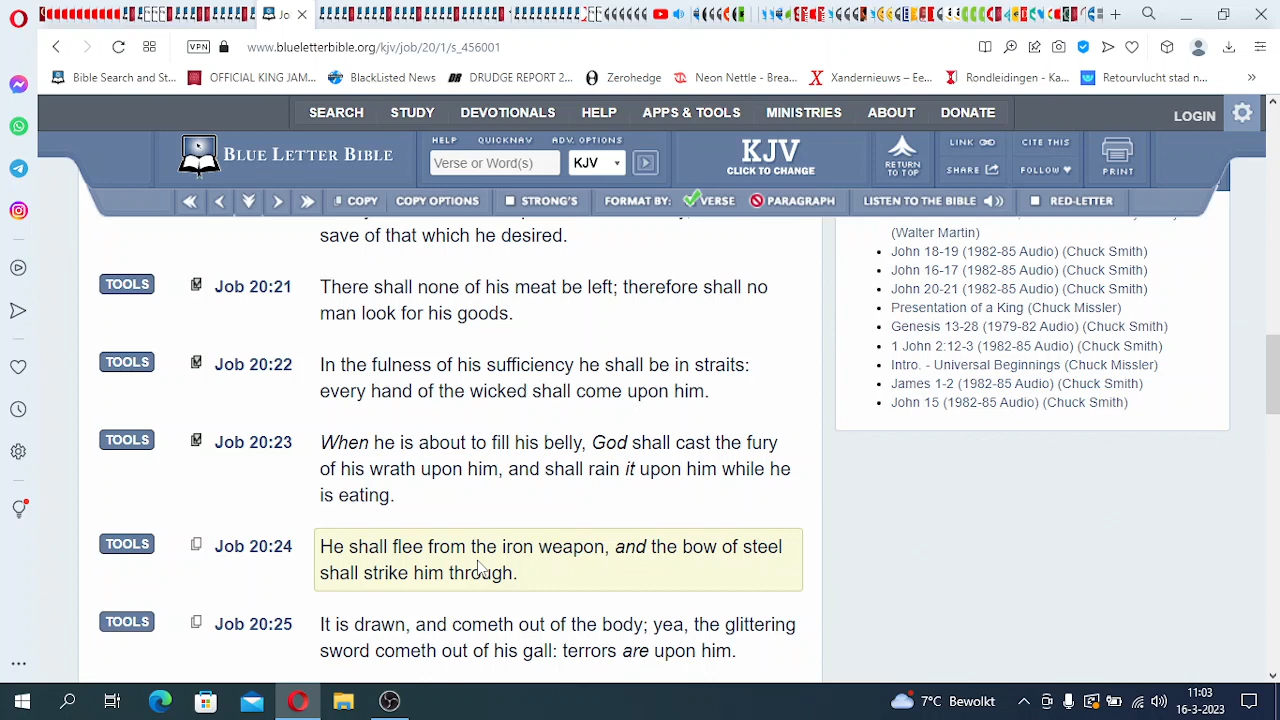 Jo
VPN
www.blueletterbible.org/kjv/job/20/1/s_456001
Bible Search and St...
OFFICIAL KING JAM...
BlackListed News
DRUDGE REPORT 2...
Zerohedge
Neon Nettle - Brea...
Xandernieuws – Ee...
Rondleidingen - Ka...
Retourvlucht stad n...
SEARCH
STUDY
DEVOTIONALS
HELP
APPS & TOOLS
MINISTRIES
ABOUT
DONATE
LOGIN
BLUE LETTER BIBLE
HELP
QUICKNAV
ADV. OPTIONS
Verse or Word(s)
KJV
KJV
CLICK TO CHANGE
RETURN
TO TOP
LINK
SHARE
CITE THIS
FOLLOW
PRINT
COPY
COPY OPTIONS
STRONG'S
FORMAT BY:
VERSE
PARAGRAPH
LISTEN TO THE BIBLE
RED-LETTER
save of that which he desired.
TOOLS
Job 20:21
There shall none of his meat be left; therefore shall no
man look for his goods.
TOOLS
Job 20:22
In the fulness of his sufficiency he shall be in straits:
every hand of the wicked shall come upon him.
TOOLS
Job 20:23
When he is about to fill his belly, God shall cast the fury
of his wrath upon him, and shall rain it upon him while he
is eating.
TOOLS
Job 20:24
He shall flee from the iron weapon, and the bow of steel
shall strike him through.
TOOLS
Job 20:25
It is drawn, and cometh out of the body; yea, the glittering
sword cometh out of his gall: terrors are upon him.
(Walter Martin)
John 18-19 (1982-85 Audio) (Chuck Smith)
John 16-17 (1982-85 Audio) (Chuck Smith)
John 20-21 (1982-85 Audio) (Chuck Smith)
Presentation of a King (Chuck Missler)
Genesis 13-28 (1979-82 Audio) (Chuck Smith)
1 John 2:12-3 (1982-85 Audio) (Chuck Smith)
Intro. - Universal Beginnings (Chuck Missler)
James 1-2 (1982-85 Audio) (Chuck Smith)
John 15 (1982-85 Audio) (Chuck Smith)
7°C Bewolkt
11:03
16-3-2023